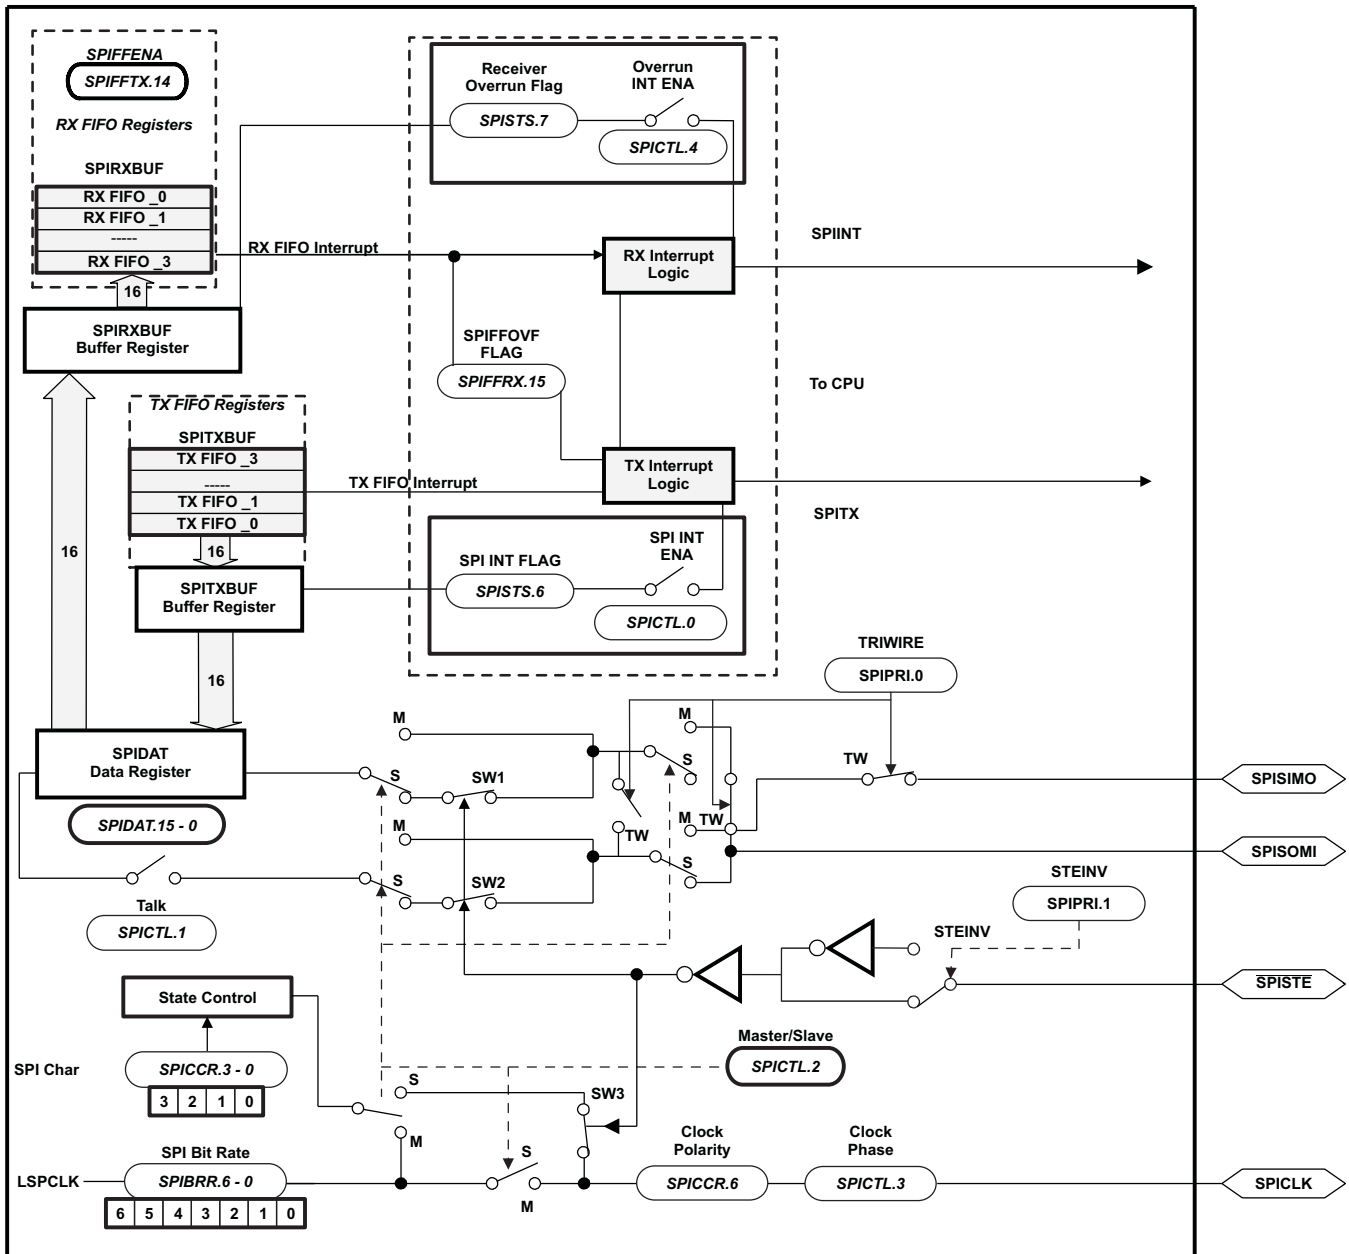 SPIFFENA
SPIFFTX.14
RX FIFO Registers
SPIRXBUF
RX FIFO _0
RX FIFO _1
-----
RX FIFO _3
16
SPIRXBUF
Buffer Register
RX FIFO Interrupt
Receiver
Overrun Flag
SPISTS.7
Overrun
INT ENA
SPICTL.4
RX Interrupt
Logic
SPIINT
SPIFFOVF
FLAG
SPIFFRX.15
To CPU
TX FIFO Registers
SPITXBUF
TX FIFO _3
-----
TX FIFO _1
TX FIFO _0
16
16
TX FIFO Interrupt
TX Interrupt
Logic
SPITX
SPITXBUF
Buffer Register
SPI INT FLAG
SPISTS.6
SPI INT
ENA
SPICTL.0
16
TRIWIRE
SPIPRI.0
SPIDAT
Data Register
SPIDAT.15 - 0
M
S
SW1
M
S
TW
M
TW
TW
SPISIMO
M
S
SW2
S
SPISOMI
Talk
SPICTL.1
STEINV
SPIPRI.1
STEINV
SPISTE
State Control
Master/Slave
SPICTL.2
SPI Char
SPICCR.3 - 0
3 2 1 0
S
M
SW3
SPI Bit Rate
LSPCLK
SPIBRR.6 - 0
6 5 4 3 2 1 0
S
M
Clock
Polarity
SPICCR.6
Clock
Phase
SPICTL.3
SPICLK